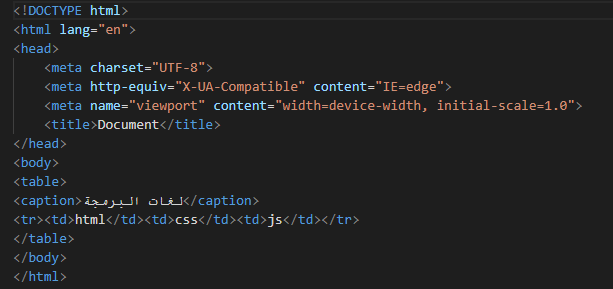 <!DOCTYPE html>
<html lang="en">
<head>
    <meta charset="UTF-8">
    <meta http-equiv="X-UA-Compatible" content="IE=edge">
    <meta name="viewport" content="width=device-width, initial-scale=1.0">
    <title>Document</title>
</head>
<body>
<table>
<caption>لغات البرمجة</caption>
<tr><td>html</td><td>css</td><td>js</td></tr>
</table>
</body>
</html>